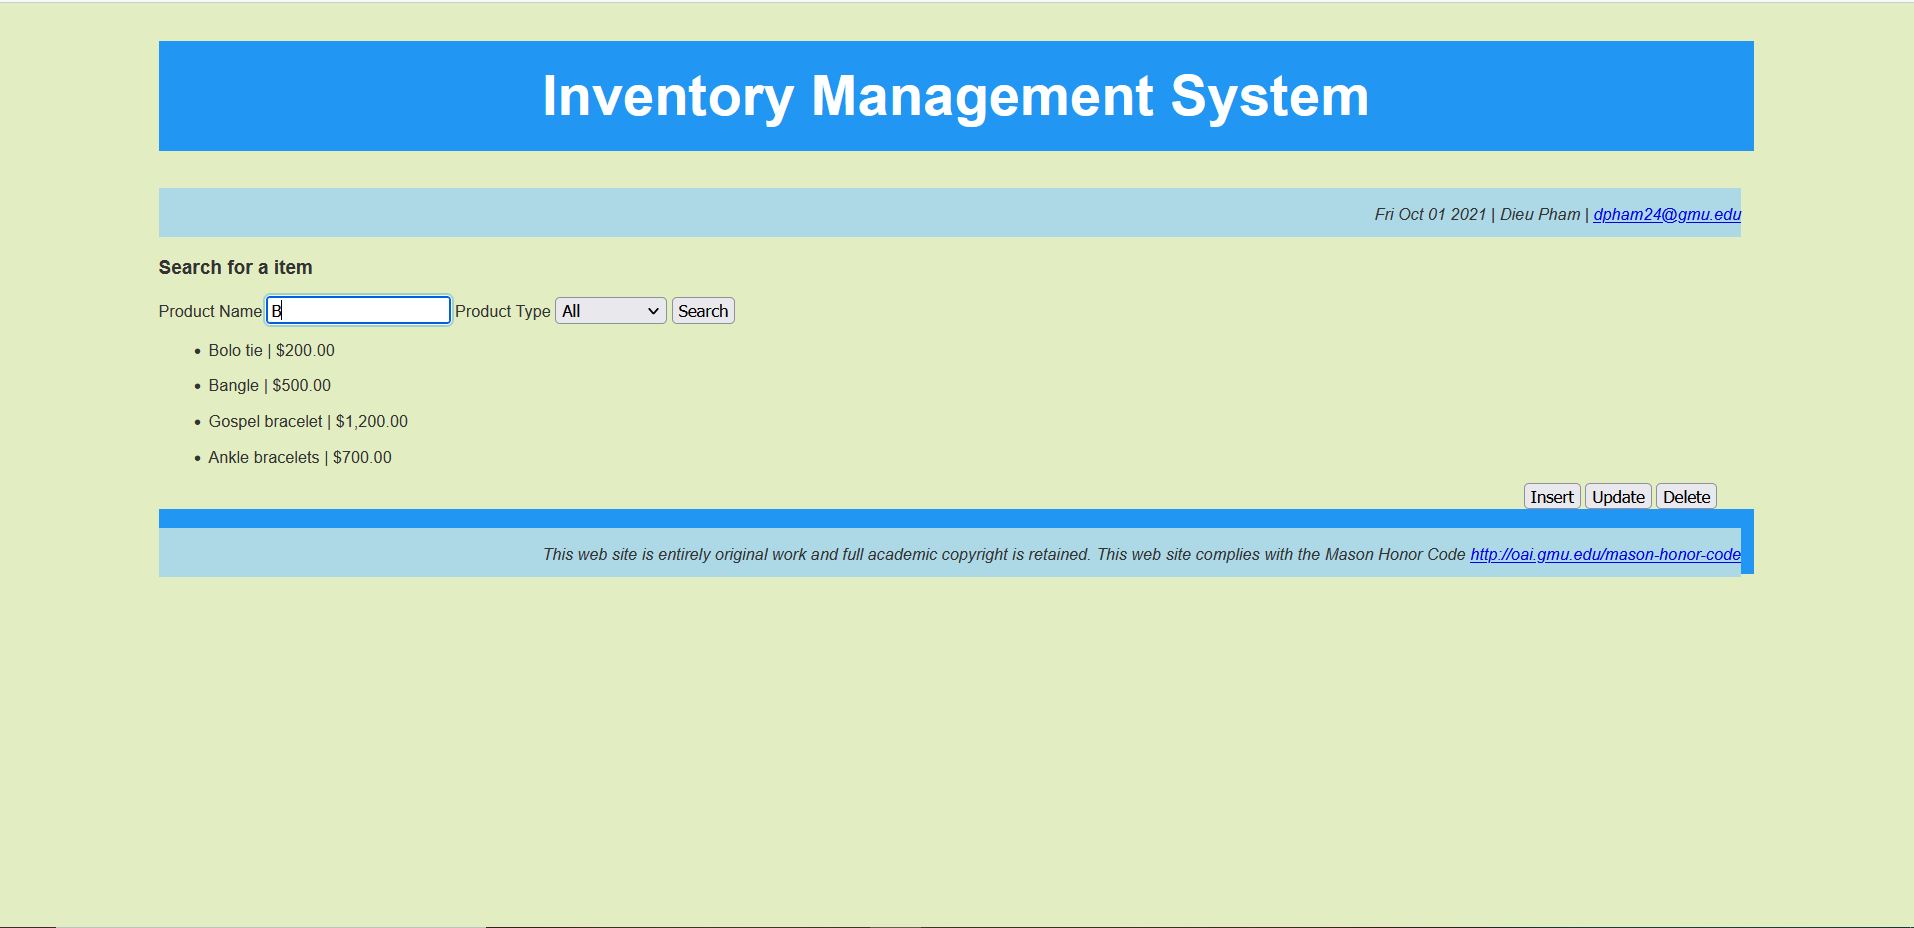 Inventory Management System
Fri Oct 01 2021 | Dieu Pham | dpham24@gmu.edu
Search for a item
Product Name B Product Type All Search
• Bolo tie | $200.00
• Bangle | $500.00
• Gospel bracelet | $1,200.00
• Ankle bracelets | $700.00
Insert Update Delete
This web site is entirely original work and full academic copyright is retained. This web site complies with the Mason Honor Code http://oai.gmu.edu/mason-honor-code